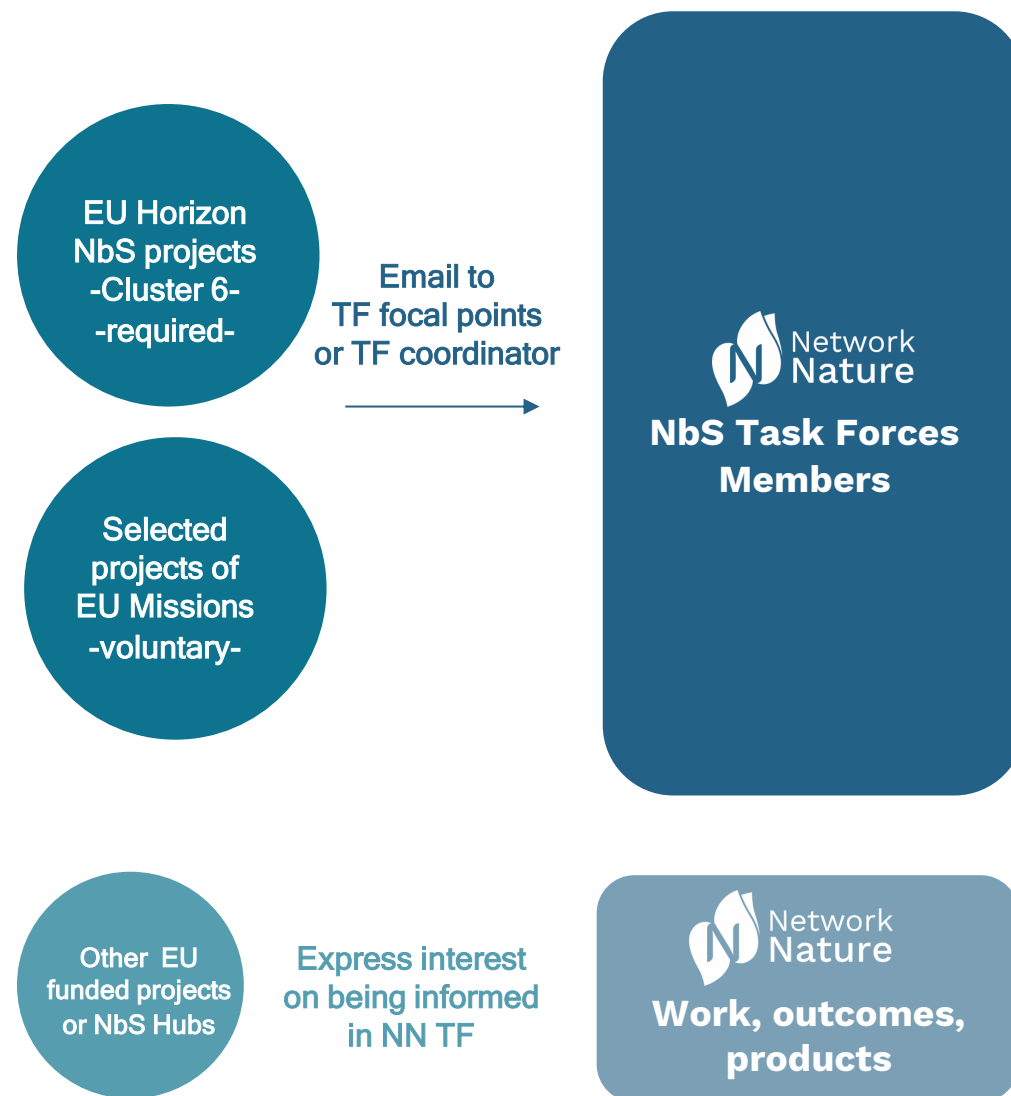 EU Horizon
NbS projects
-Cluster 6-
-required-
Email to
TF focal points
or TF coordinator
Selected
projects of
EU Missions
-voluntary-
Network
Nature
NbS Task Forces
Members
Other EU
funded projects
or NbS Hubs
Express interest
on being informed
in NN TF
Network
Nature
Work, outcomes,
products